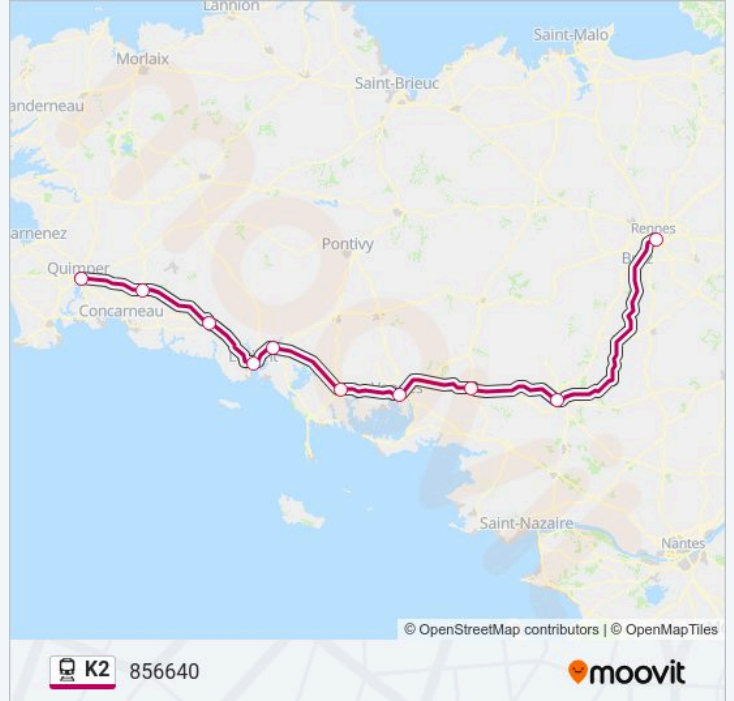 Lannion
Saint-Malo
Morlaix
Saint-Brieuc
anderneau
Rennes
arnenez
Pontivy
Quimper
Concarneau
Saint-Nazaire
Nantes
© OpenStreetMap contributors | © OpenMapTiles
K2 856640
moovit